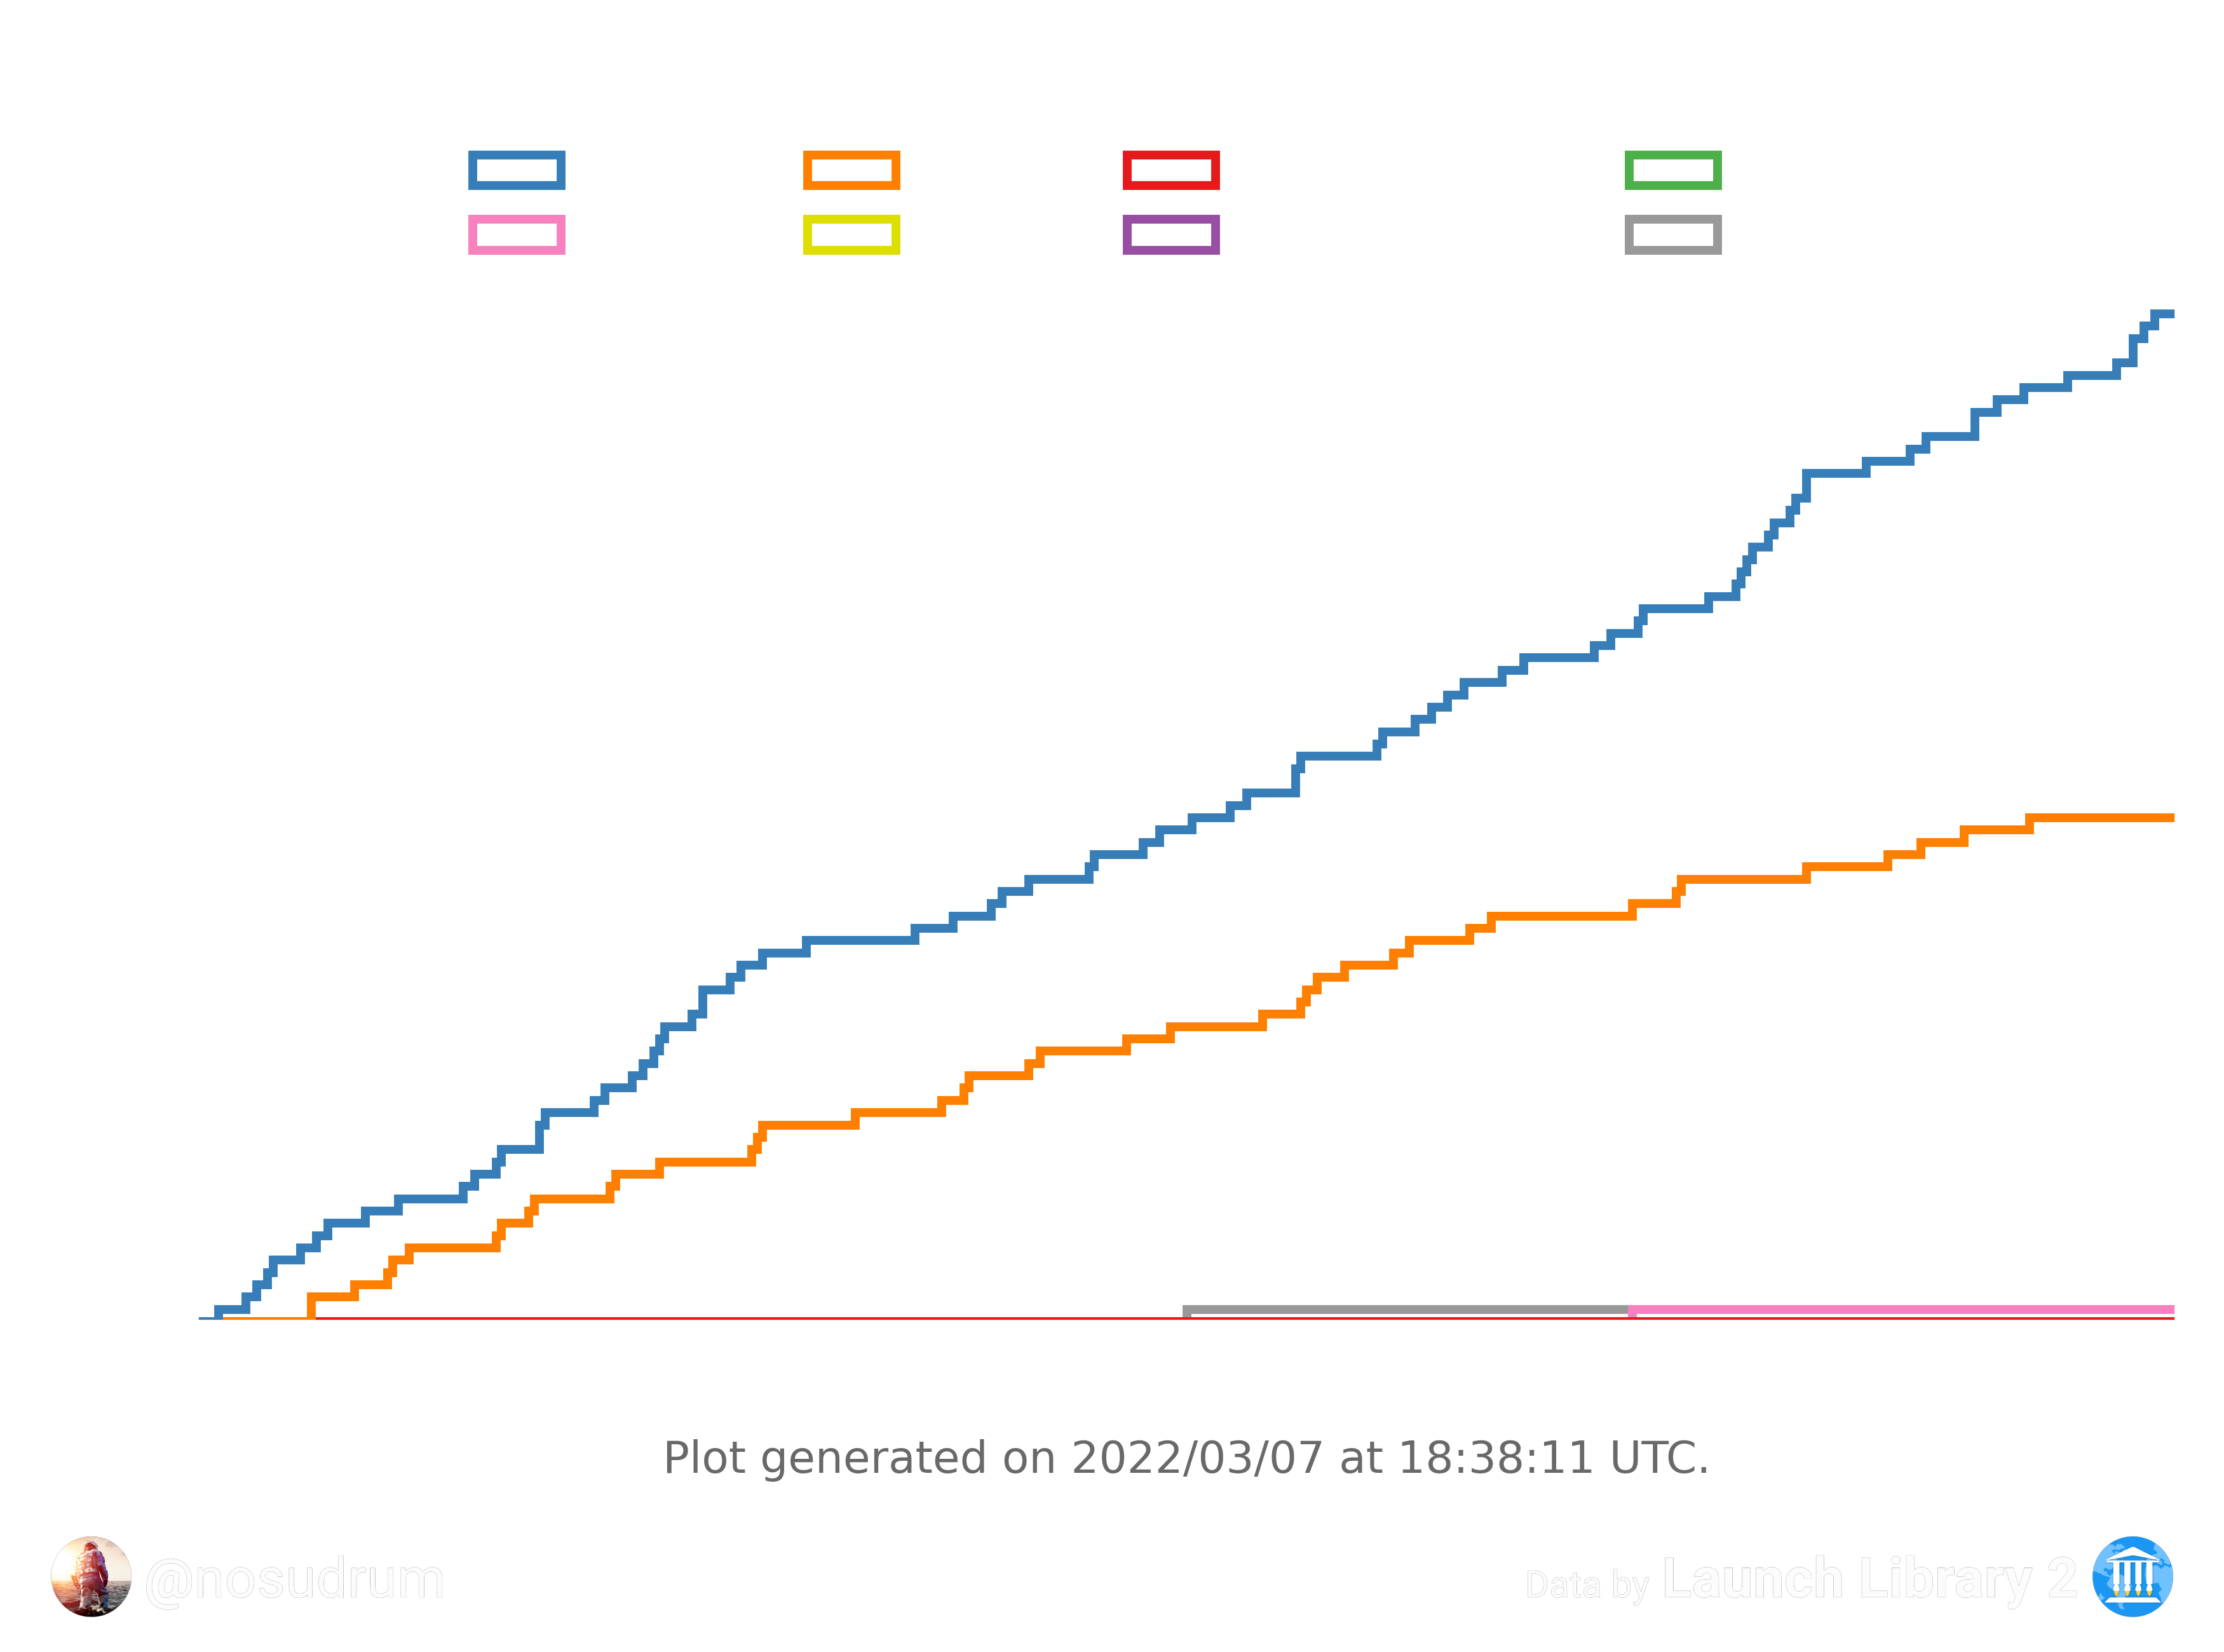 Plot generated on 2022/03/07 at 18:38:11 UTC.
@nosudrum
Data by Launch Library 2